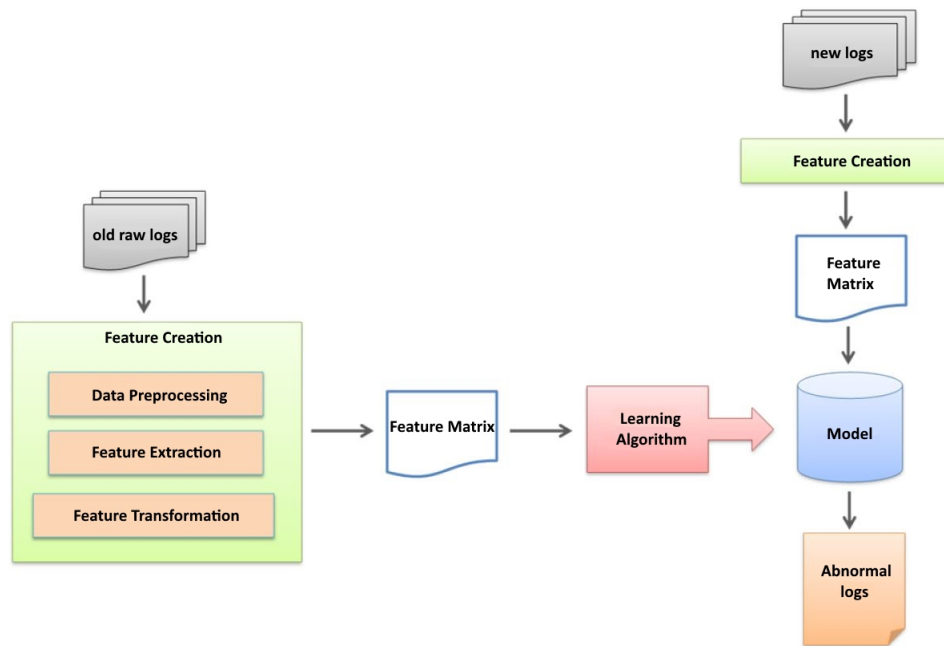 new logs
Feature Creation
old raw logs
Feature
Matrix
Feature Creation
Data Preprocessing
Feature Extraction
Feature Transformation
Feature Matrix
Learning
Algorithm
Model
Abnormal
logs